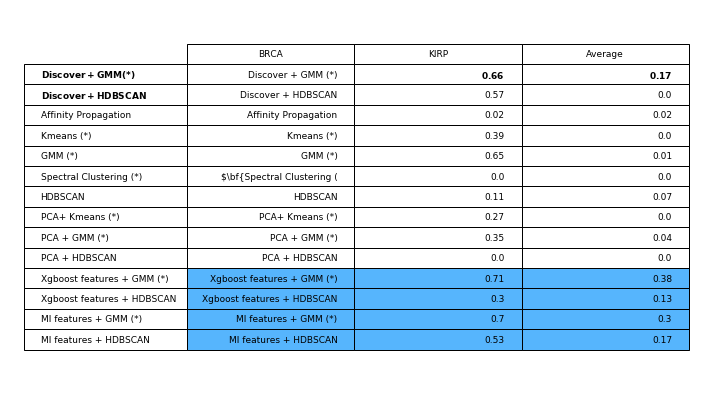 BRCA KIRP Average
Discover + GMM(*) Discover + GMM (*) 0.66 0.17
Discover + HDBSCAN Discover + HDBSCAN 0.57 0.0
Affinity Propagation Affinity Propagation 0.02 0.02
Kmeans (*) Kmeans (*) 0.39 0.0
GMM (*) GMM (*) 0.65 0.01
Spectral Clustering (*) $\bf{Spectral Clustering ( 0.0 0.0
HDBSCAN HDBSCAN 0.11 0.07
PCA+ Kmeans (*) PCA+ Kmeans (*) 0.27 0.0
PCA + GMM (*) PCA + GMM (*) 0.35 0.04
PCA + HDBSCAN PCA + HDBSCAN 0.0 0.0
Xgboost features + GMM (*) Xgboost features + GMM (*) 0.71 0.38
Xgboost features + HDBSCAN Xgboost features + HDBSCAN 0.3 0.13
MI features + GMM (*) MI features + GMM (*) 0.7 0.3
MI features + HDBSCAN MI features + HDBSCAN 0.53 0.17